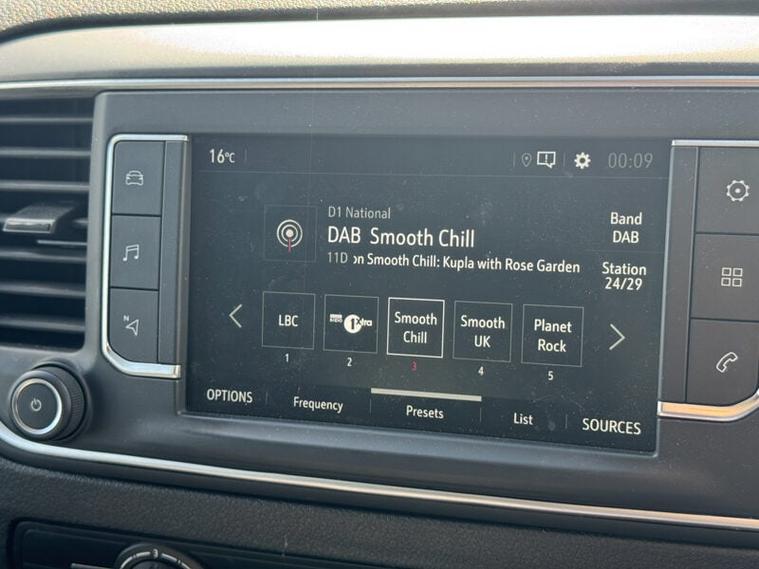 16°C
00:09
D1 National
DAB Smooth Chill
11D on Smooth Chill: Kupla with Rose Garden
Band
DAB
Station
24/29
LBC
1Xtra
Smooth
Chill
Smooth
UK
Planet
Rock
1
2
3
4
5
OPTIONS
Frequency
Presets
List
SOURCES
3